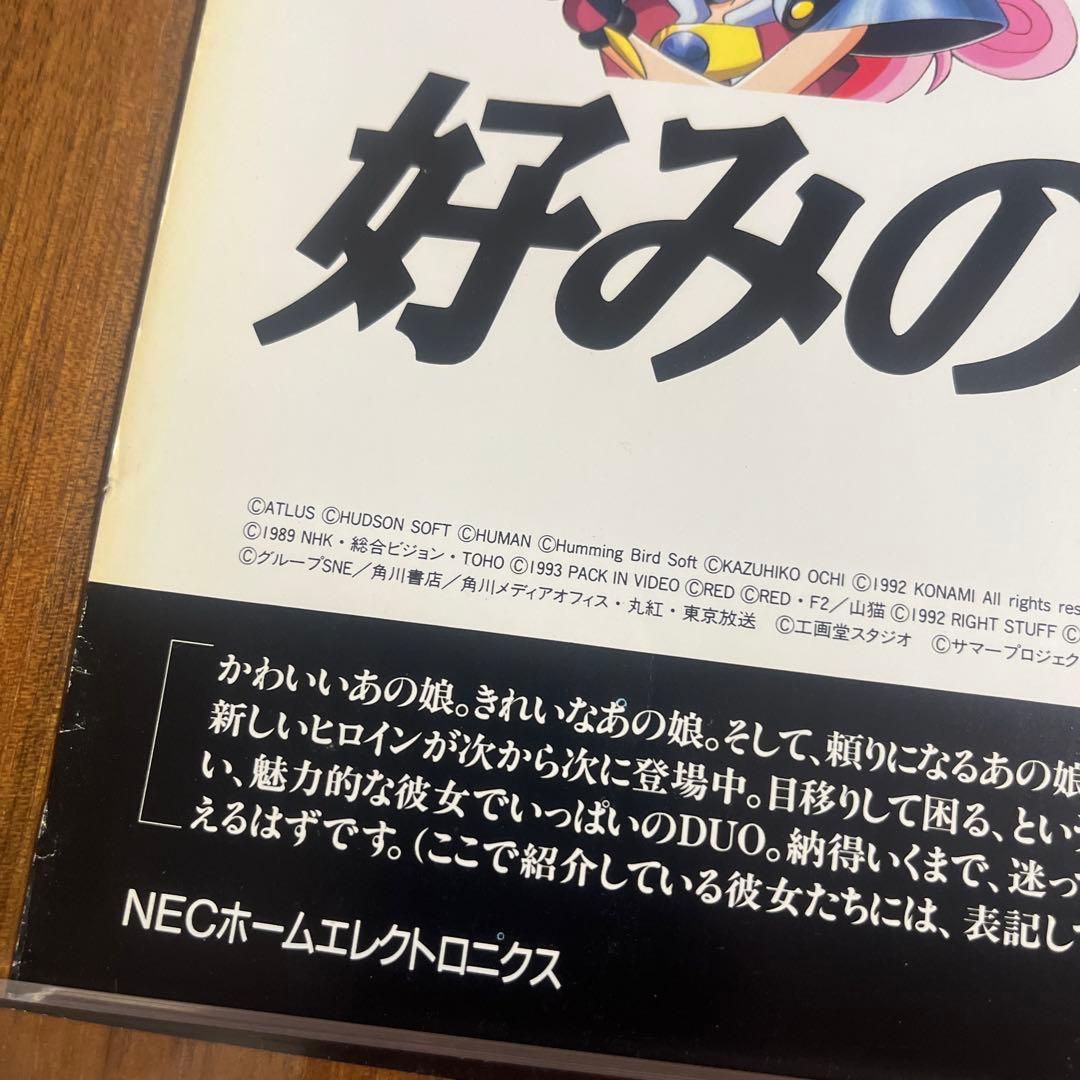 好みの
©ATLUS ©HUDSON SOFT ©HUMAN ©Humming Bird Soft ©KAZUHIKO OCHI ©1992 KONAMI All rights res
©1989 NHK・総合ビジョン・TOHO ©1993 PACK IN VIDEO ©RED ©RED・F2／山猫 ©1992 RIGHT STUFF ©
©グループSNE／角川書店／角川メディアオフィス・丸紅・東京放送 ©工画堂スタジオ ©サマープロジェク
かわいいあの娘。きれいなあの娘。そして、頼りになるあの娘
新しいヒロインが次から次に登場中。目移りして困る、という
い、魅力的な彼女でいっぱいのDUO。納得いくまで、迷っ
えるはずです。（ここで紹介している彼女たちには、表記し
NECホームエレクトロニクス